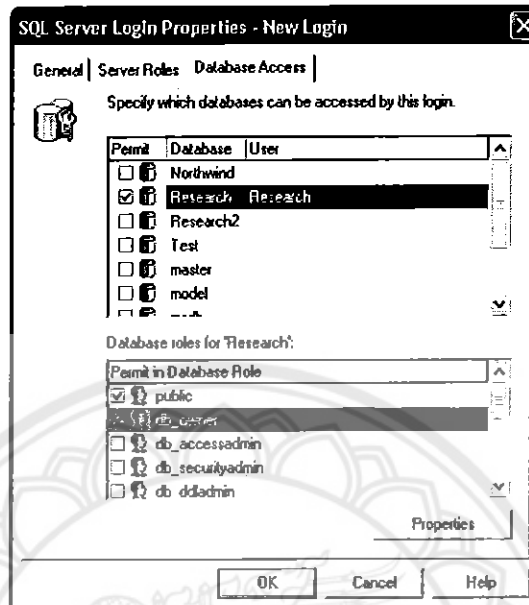 SQL Server Login Properties - New Login
General Server Roles Database Access
Specify which databases can be accessed by this login.
Permit Database User
Northwind
Research Research
Research2
Test
master
model
Database roles for 'Research':
Permit in Database Role
public
db_owner
db_accessadmin
db_securityadmin
db_ddladmin
Properties
OK Cancel Help